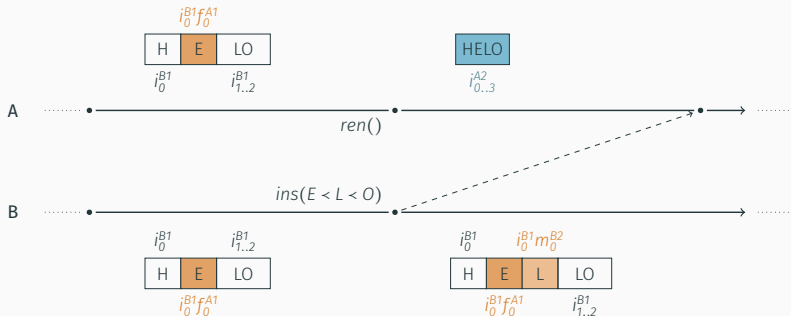 i₀ᴮ¹f₀ᴬ¹
H E LO HELO
i₀ᴮ¹ i₁..₂ᴮ¹ i₀..₃ᴬ²
A
ren()
ins(E ≺ L ≺ O)
B
i₀ᴮ¹ i₁..₂ᴮ¹ i₀ᴮ¹ i₀ᴮ¹m₀ᴮ²
H E LO H E L LO
i₀ᴮ¹f₀ᴬ¹ i₀ᴮ¹f₀ᴬ¹ i₁..₂ᴮ¹